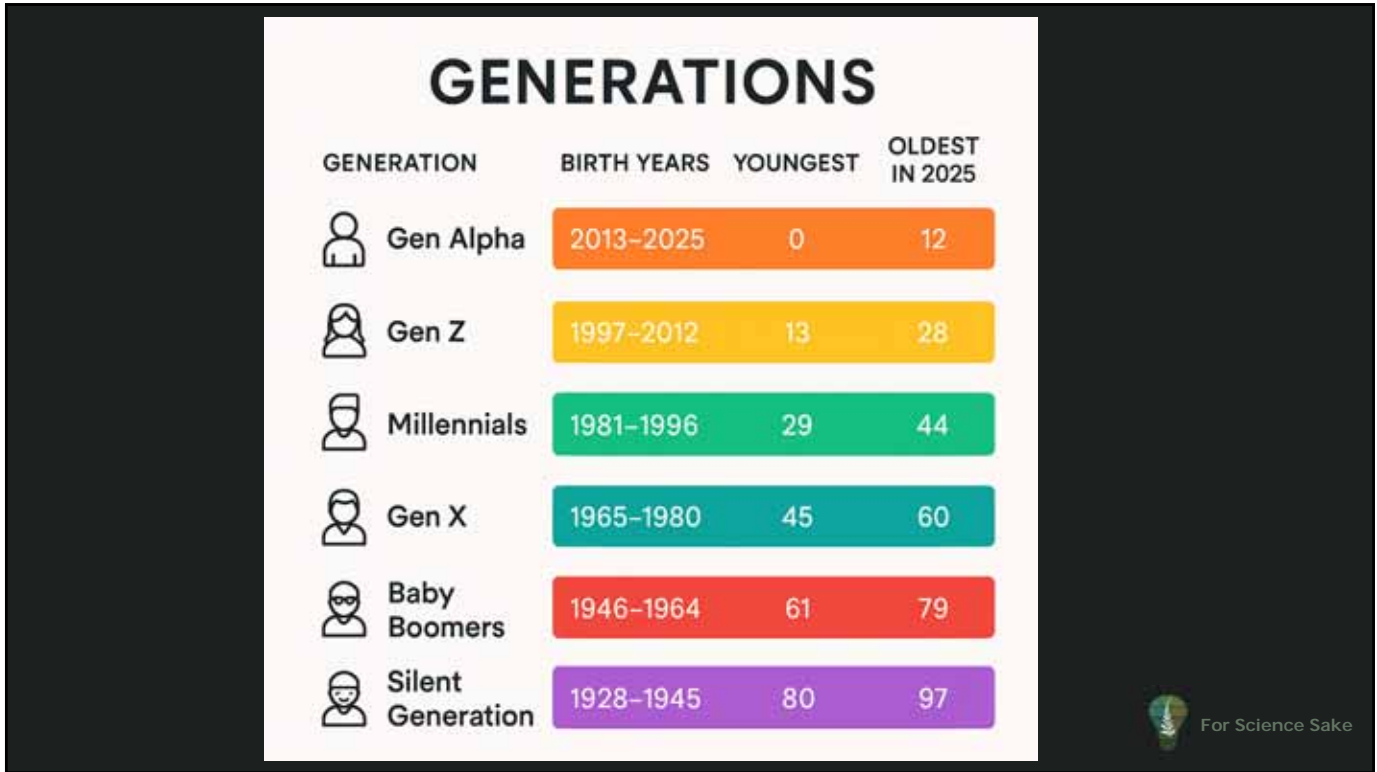 GENERATIONS
GENERATION BIRTH YEARS YOUNGEST OLDEST IN 2025
Gen Alpha 2013–2025 0 12
Gen Z 1997–2012 13 28
Millennials 1981–1996 29 44
Gen X 1965–1980 45 60
Baby Boomers 1946–1964 61 79
Silent Generation 1928–1945 80 97
For Science Sake